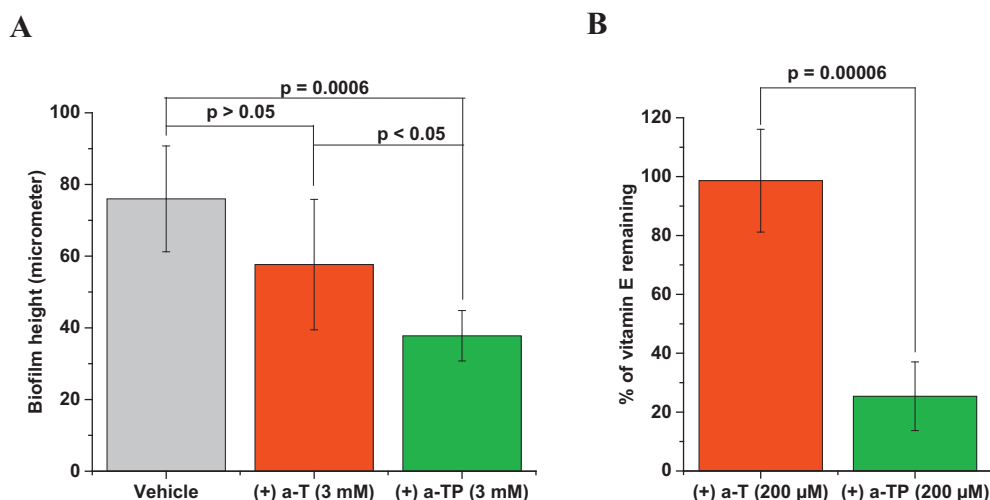 A
p = 0.0006
p > 0.05
p < 0.05
100
80
60
40
20
0
Biofilm height (micrometer)
Vehicle
(+) a-T (3 mM)
(+) a-TP (3 mM)
B
p = 0.00006
120
100
80
60
40
20
0
% of vitamin E remaining
(+) a-T (200 µM)
(+) a-TP (200 µM)